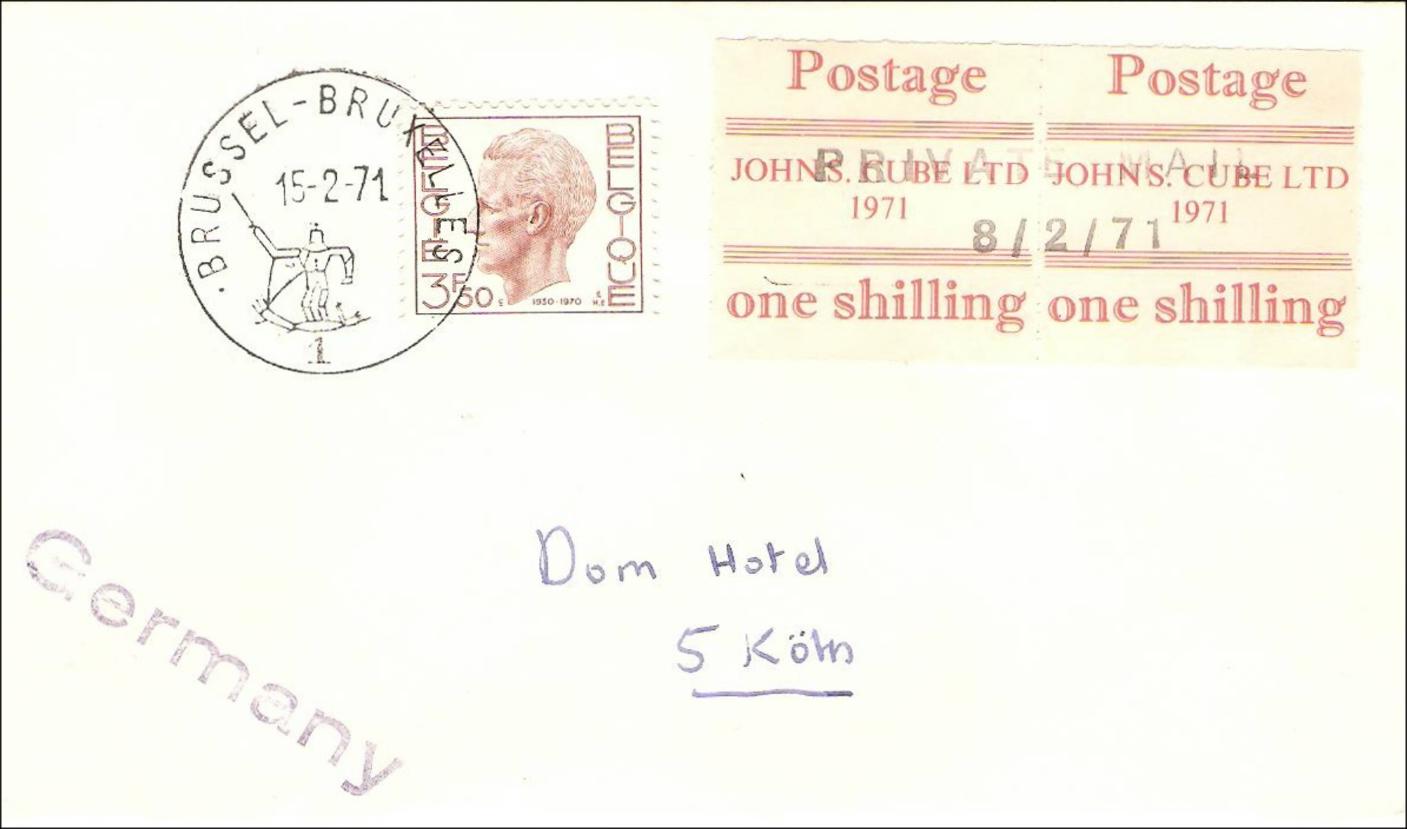 BRUSSEL-BRUXELLES
15-2-71
1
BELGIE
BELGIQUE
3F50
1930-1970
Postage
JOHN S. CUBE LTD
1971
one shilling
Postage
JOHN S. CUBE LTD
1971
one shilling
PRIVATE MAIL
8/2/71
Dom Hotel
5 Köln
Germany